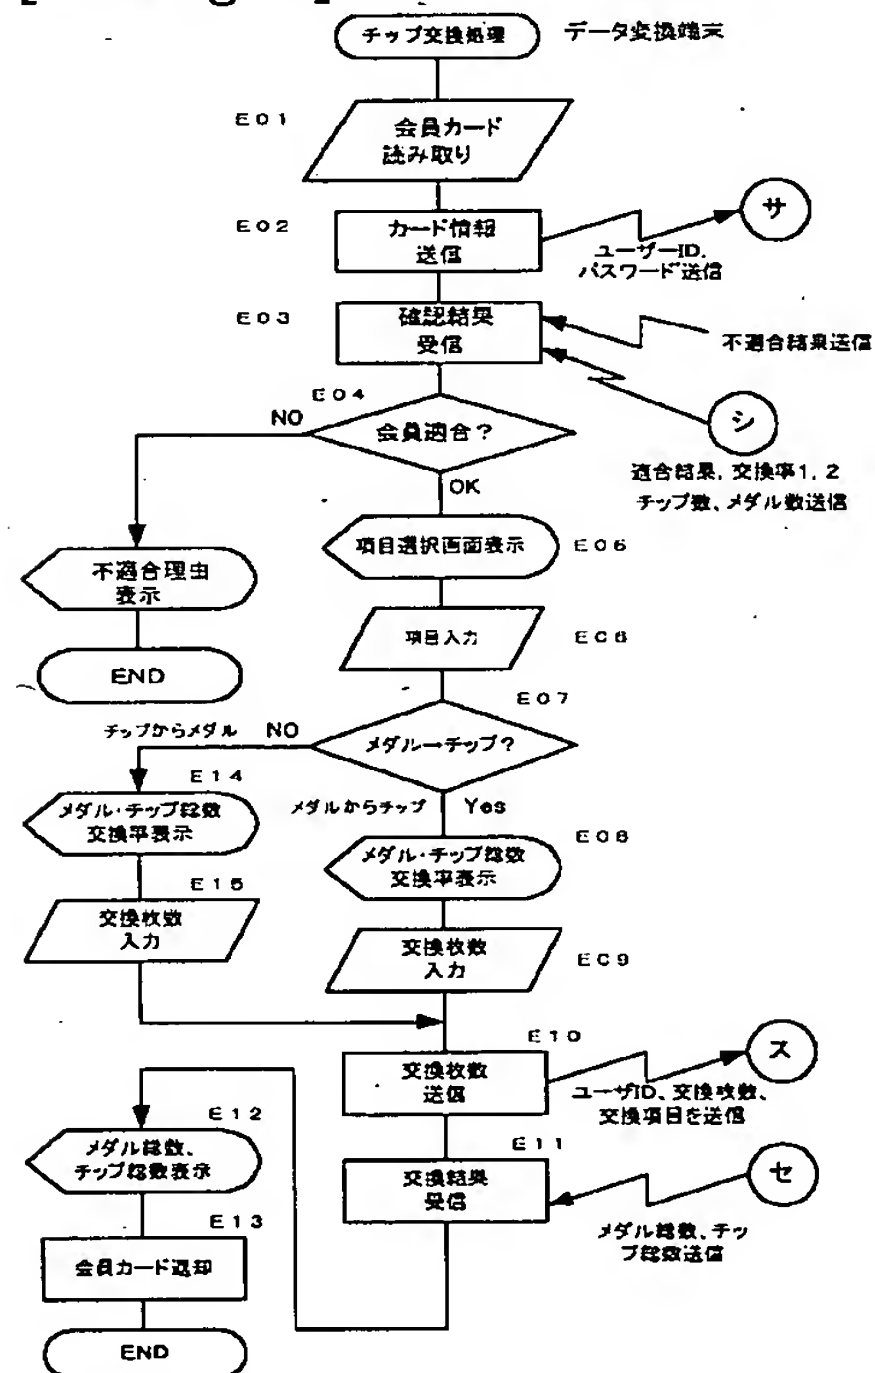 チップ交換処理
データ変換端末
E01
会員カード
読み取り
E02
カード情報
送信
サ
ユーザーID,
パスワード送信
E03
確認結果
受信
不適合結果送信
シ
適合結果, 交換率1, 2
チップ数、メダル数送信
E04
NO
会員適合?
OK
不適合理由
表示
END
項目選択画面表示
E05
項目入力
E06
E07
チップからメダル
NO
メダル→チップ?
メダルからチップ
Yes
E14
メダル・チップ総数
交換率表示
E08
メダル・チップ総数
交換率表示
E15
交換枚数
入力
交換枚数
入力
E09
E10
交換枚数
送信
ス
ユーザID、交換枚数、
交換項目を送信
E11
交換結果
受信
セ
メダル総数、チッ
プ総数送信
E12
メダル総数、
チップ総数表示
E13
会員カード返却
END